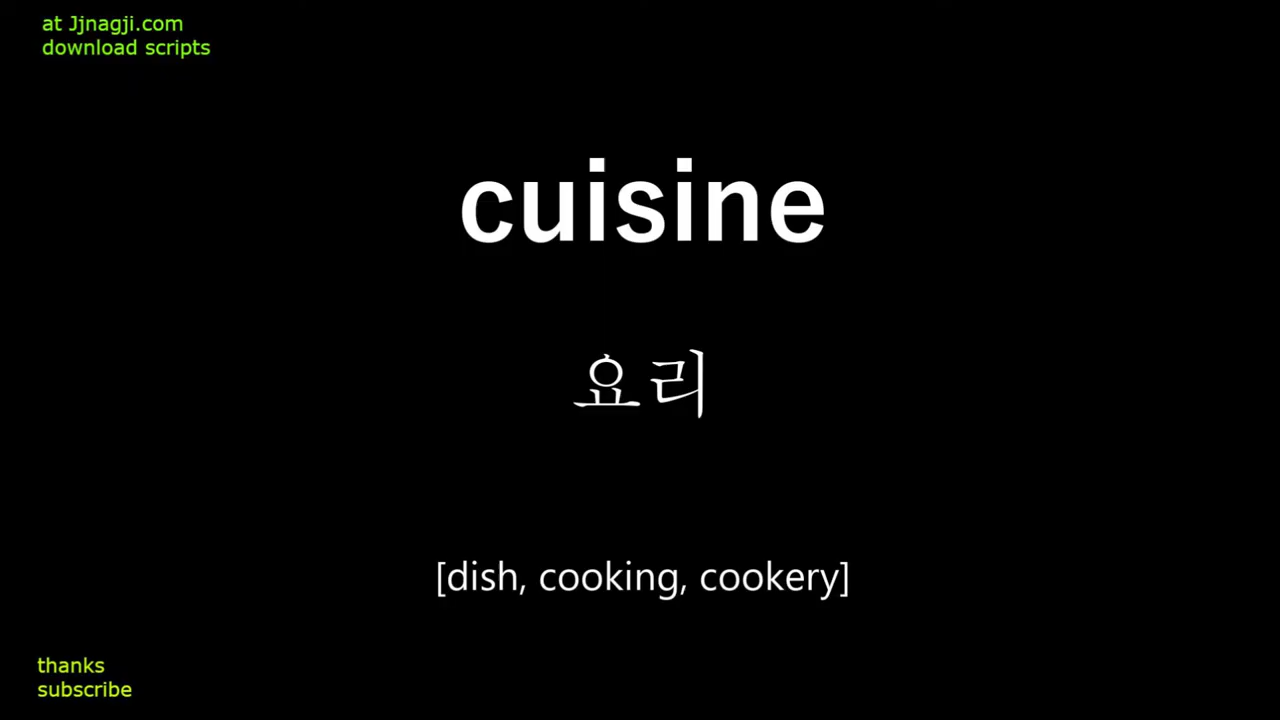 at Jjnagji.com
download scripts
cuisine
요리
[dish, cooking, cookery]
thanks
subscribe